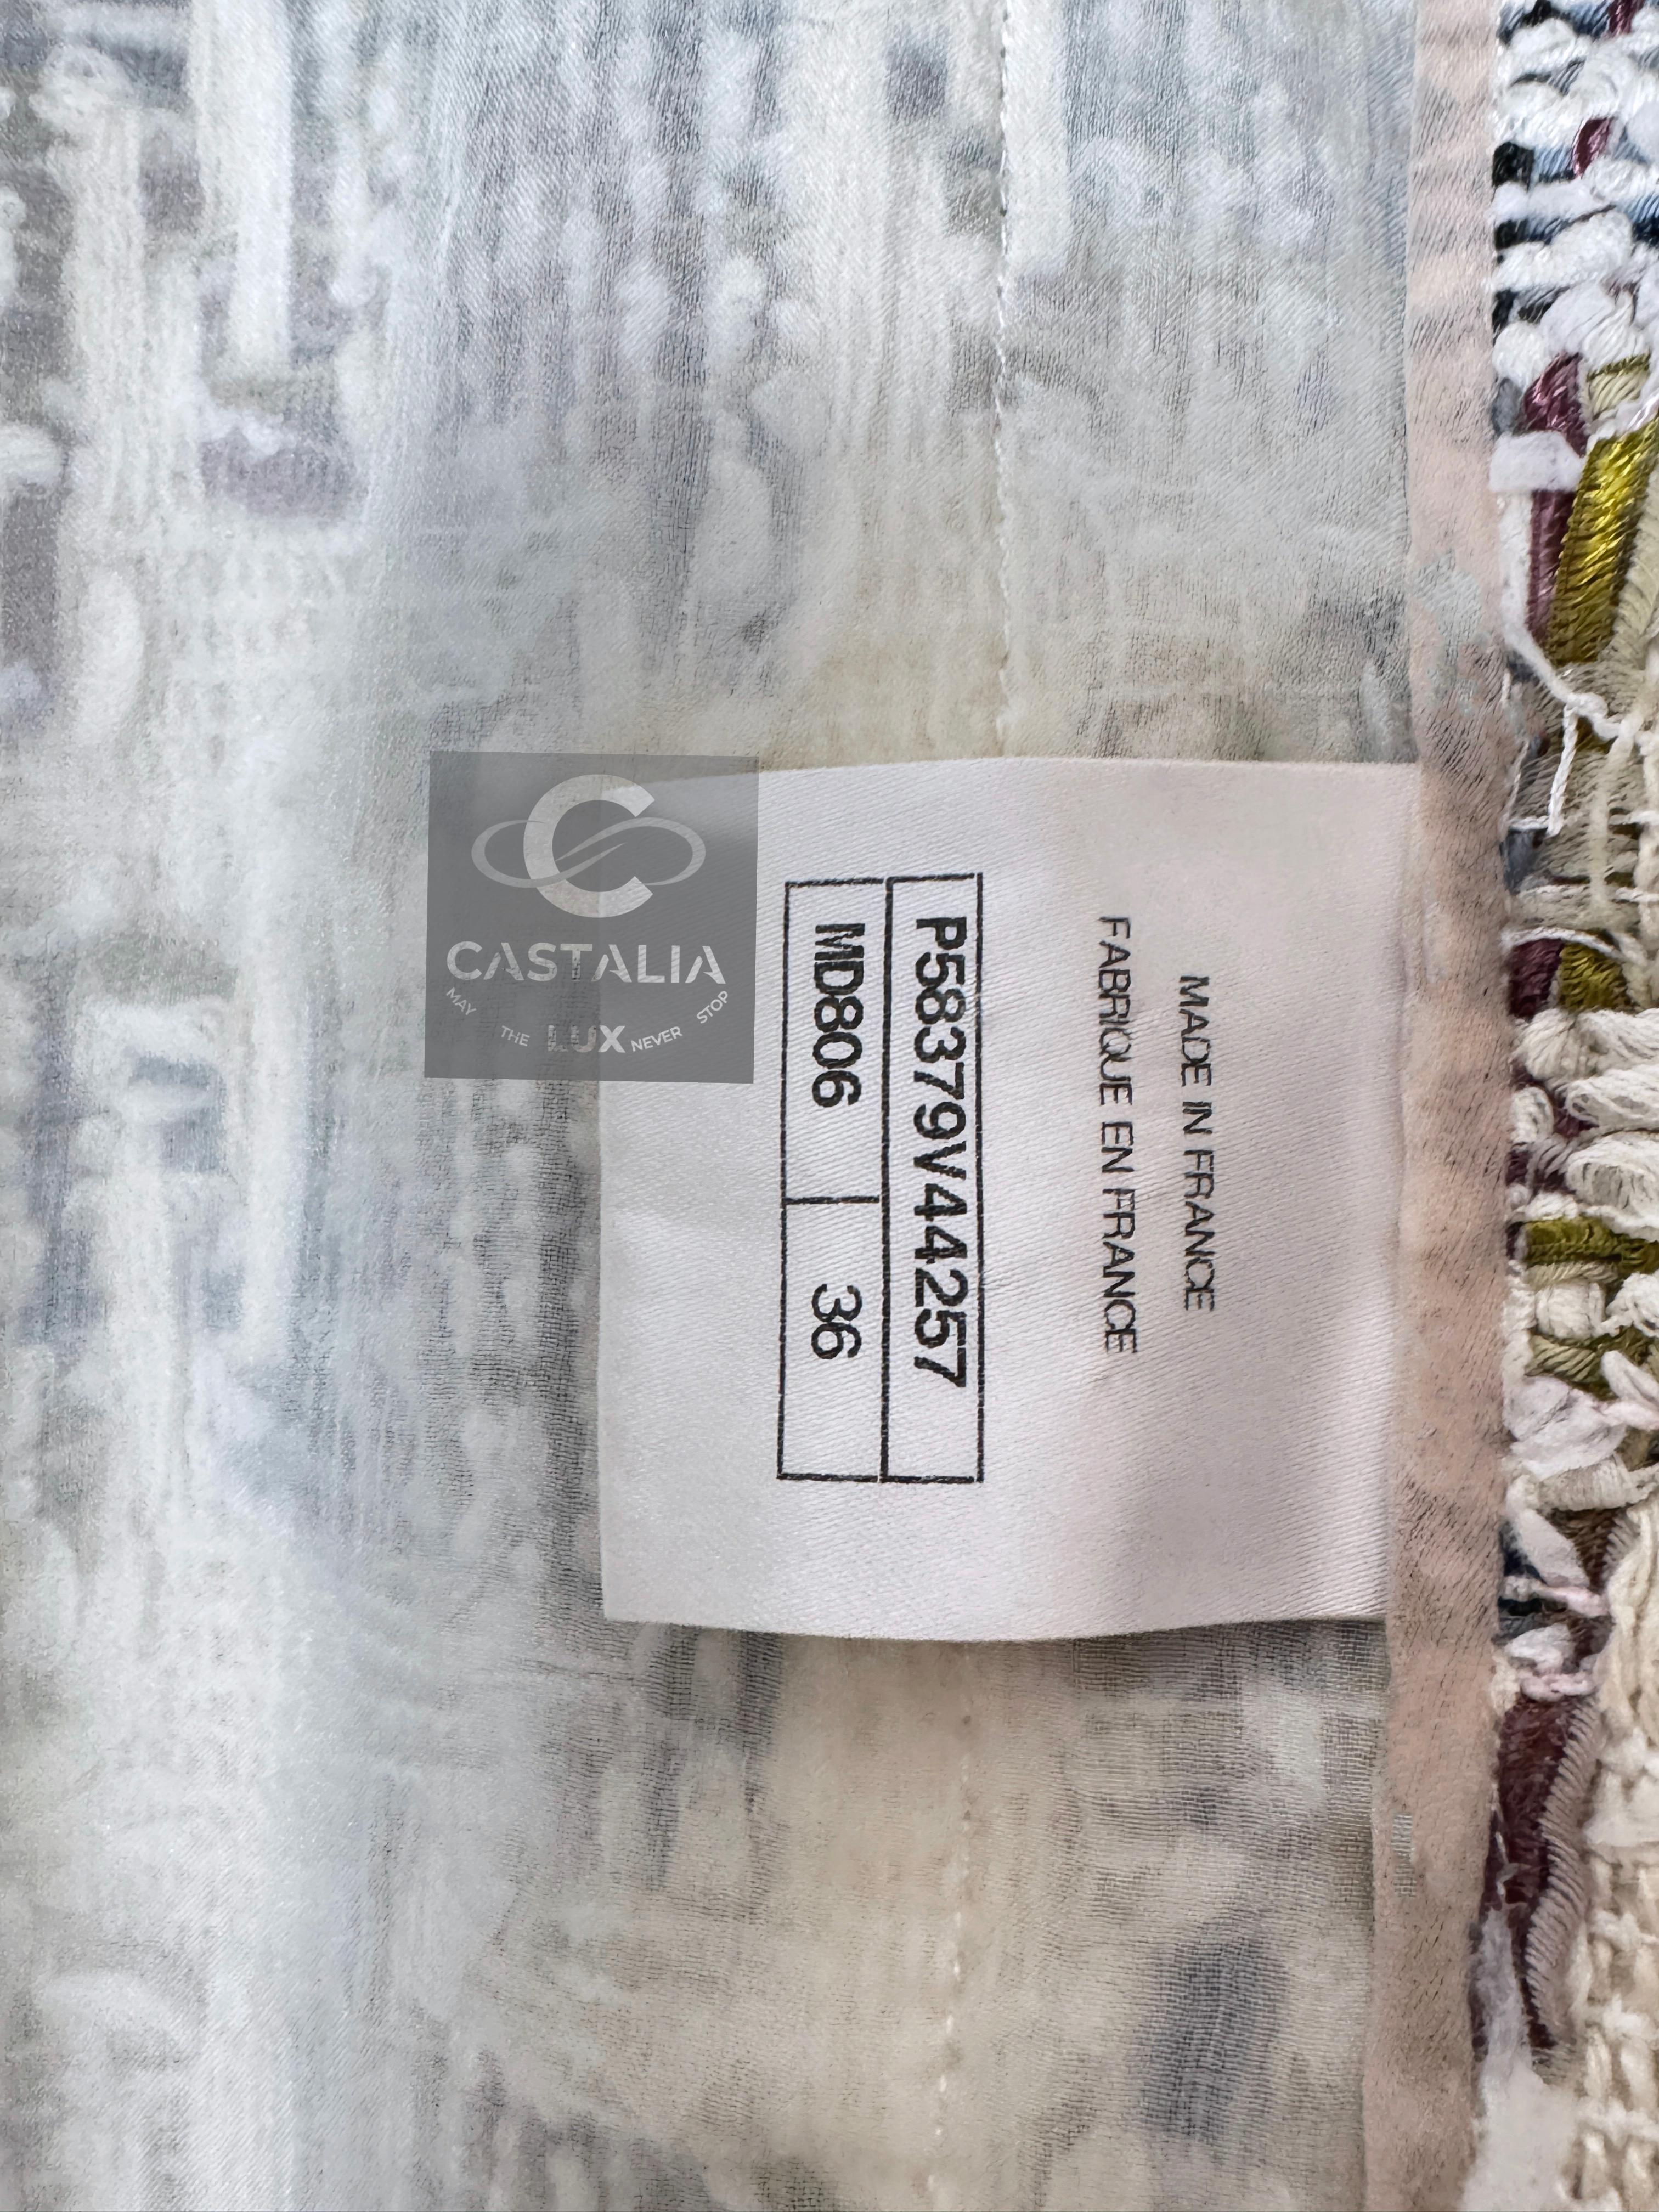 MADE IN FRANCE
FABRIQUE EN FRANCE
P58379V44257
MD806 36
C
CASTALIA
MAY THE LUX NEVER STOP